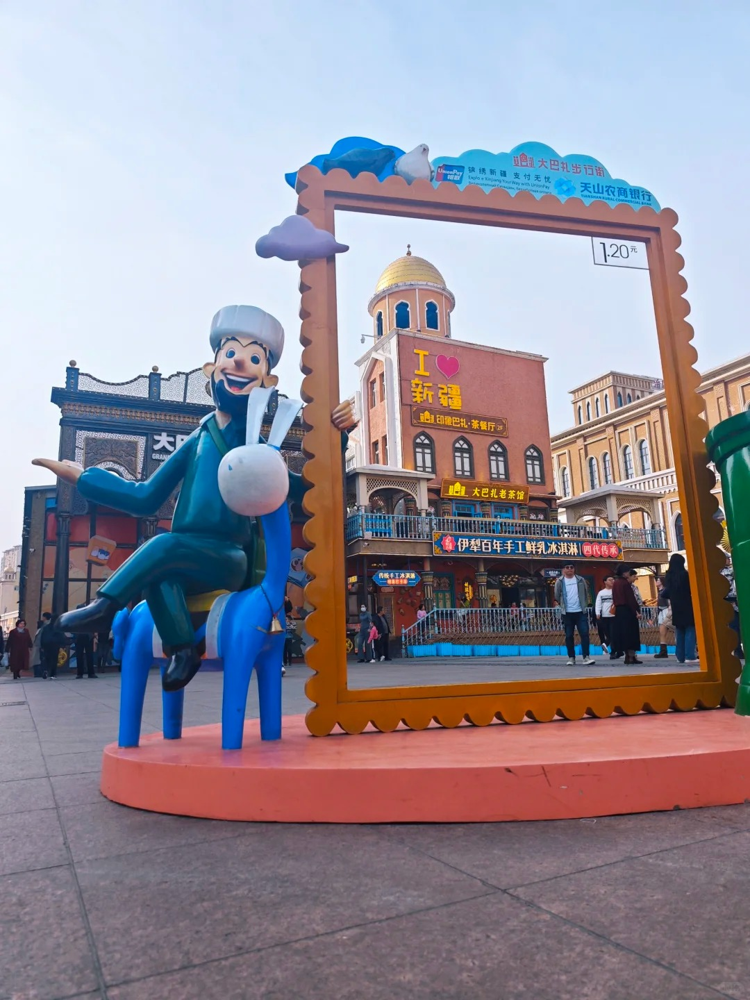 大巴扎步行街
UnionPay
银联
锦绣新疆 支付无忧
Explore Xinjiang Your Way with UnionPay
天山农商银行
TIANSHAN RURAL COMMERCIAL BANK
1.20元
I
新疆
印象巴扎·茶餐厅 2F
大巴
GRAN
大巴扎老茶馆
伊犁百年手工鲜乳冰淇淋 四代传承
传统手工冰淇淋